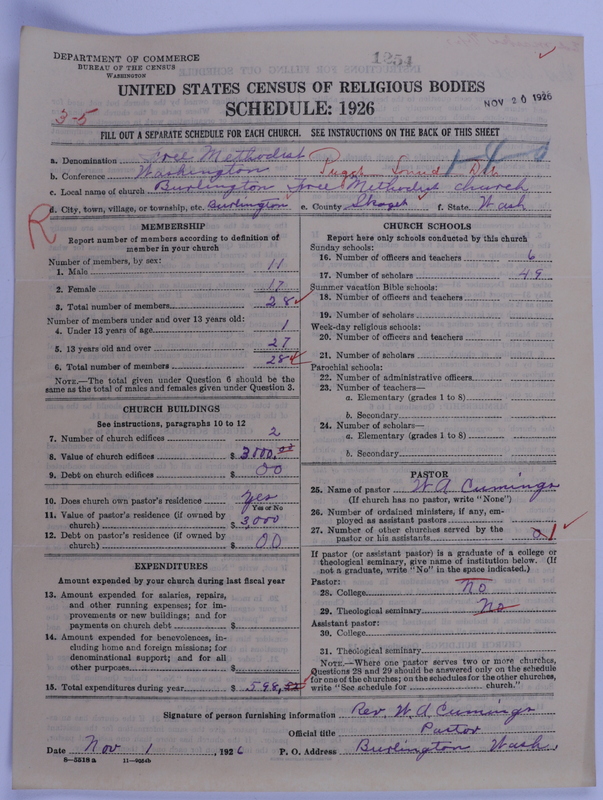 DEPARTMENT OF COMMERCE
BUREAU OF THE CENSUS
WASHINGTON
1254
UNITED STATES CENSUS OF RELIGIOUS BODIES
SCHEDULE: 1926
NOV 20 1926
3-5
FILL OUT A SEPARATE SCHEDULE FOR EACH CHURCH. SEE INSTRUCTIONS ON THE BACK OF THIS SHEET
a. Denomination Free Methodist
b. Conference Washington Puget Sound
c. Local name of church Burlington Free Methodist church
d. City, town, village, or township, etc. Burlington e. County Skagit f. State Wash
R
MEMBERSHIP
Report number of members according to definition of
member in your church
Number of members, by sex:
1. Male 11
2. Female 17
3. Total number of members 28
Number of members under and over 13 years old:
4. Under 13 years of age 1
5. 13 years old and over 27
6. Total number of members 28
NOTE.—The total given under Question 6 should be
the same as the total of males and females given under Question 3.
CHURCH BUILDINGS
See instructions, paragraphs 10 to 12
7. Number of church edifices 2
8. Value of church edifices $ 3000.00
9. Debt on church edifices $ 00
10. Does church own pastor's residence yes
Yes or No
11. Value of pastor's residence (if owned by
church) $ 3,000
12. Debt on pastor's residence (if owned by
church) $ 00
EXPENDITURES
Amount expended by your church during last fiscal year
13. Amount expended for salaries, repairs,
and other running expenses; for im-
provements or new buildings; and for
payments on church debt $
14. Amount expended for benevolences, in-
cluding home and foreign missions; for
denominational support; and for all
other purposes $
15. Total expenditures during year $ 598.
CHURCH SCHOOLS
Report here only schools conducted by this church
Sunday schools:
16. Number of officers and teachers 6
17. Number of scholars 49
Summer vacation Bible schools:
18. Number of officers and teachers
19. Number of scholars
Week-day religious schools:
20. Number of officers and teachers
21. Number of scholars
Parochial schools:
22. Number of administrative officers
23. Number of teachers—
a. Elementary (grades 1 to 8)
b. Secondary
24. Number of scholars—
a. Elementary (grades 1 to 8)
b. Secondary
PASTOR
25. Name of pastor W. A Cumings
(If church has no pastor, write "None")
26. Number of ordained ministers, if any, em-
ployed as assistant pastors
27. Number of other churches served by the
pastor or his assistants 1
If pastor (or assistant pastor) is a graduate of a college or
theological seminary, give name of institution below. (If
not a graduate, write "No" in the space indicated.)
Pastor:
28. College No
29. Theological seminary No
Assistant pastor:
30. College
31. Theological seminary
NOTE.—Where one pastor serves two or more churches,
Questions 28 and 29 should be answered only on the schedule
for one of the churches; on the schedules for the other churches,
write "See schedule for church."
Signature of person furnishing information Rev. W. A Cumings
Official title Pastor
Date Nov 1, 1926 P. O. Address Burlington Wash.
8-5518 a 11-9024b